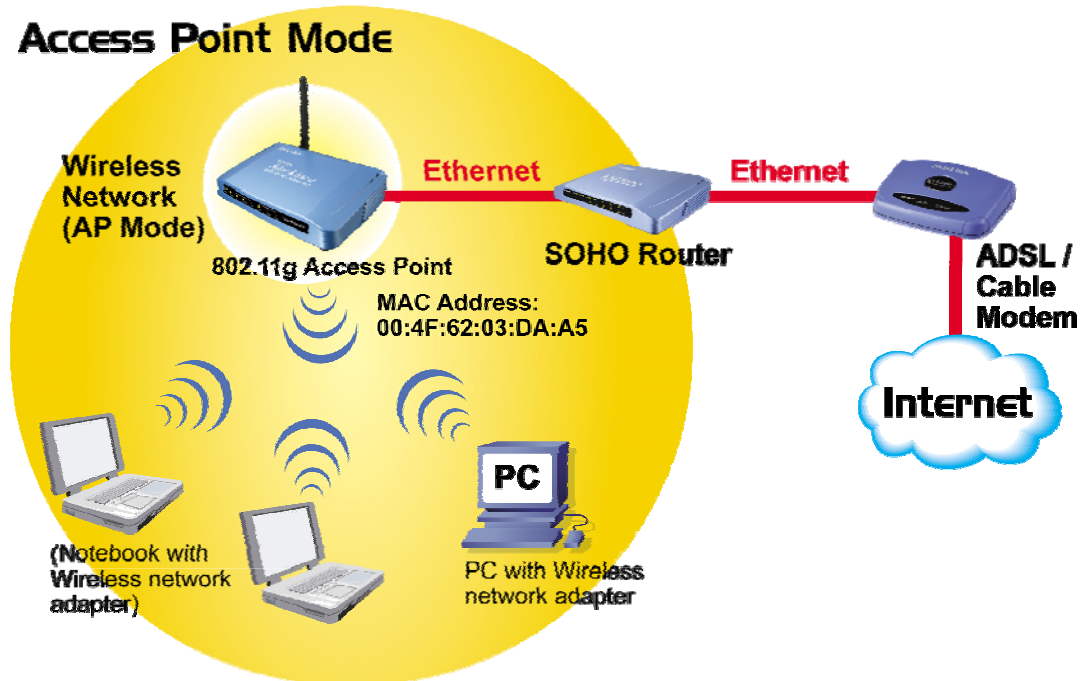 Access Point Mode
Wireless
Network
(AP Mode)
Ethernet
Ethernet
802.11g Access Point
SOHO Router
ADSL /
Cable
Modem
MAC Address:
00:4F:62:03:DA:A5
Internet
PC
(Notebook with
Wireless network
adapter)
PC with Wireless
network adapter